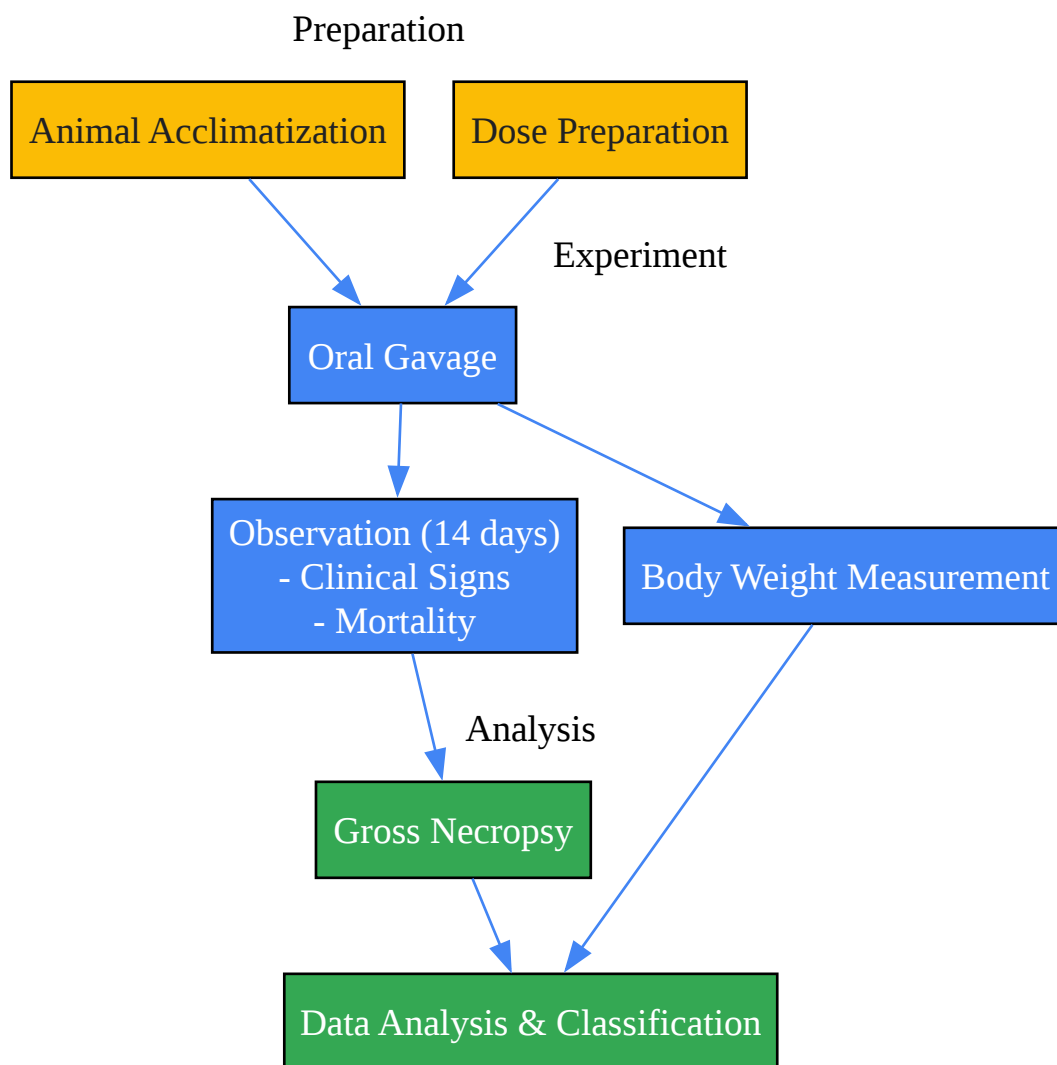 Preparation
Animal Acclimatization
Dose Preparation
Experiment
Oral Gavage
Observation (14 days)
- Clinical Signs
- Mortality
Body Weight Measurement
Analysis
Gross Necropsy
Data Analysis & Classification